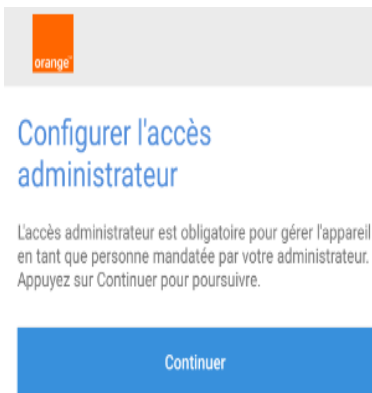 orange
Configurer l'accès
administrateur
L'accès administrateur est obligatoire pour gérer l'appareil
en tant que personne mandatée par votre administrateur.
Appuyez sur Continuer pour poursuivre.
Continuer